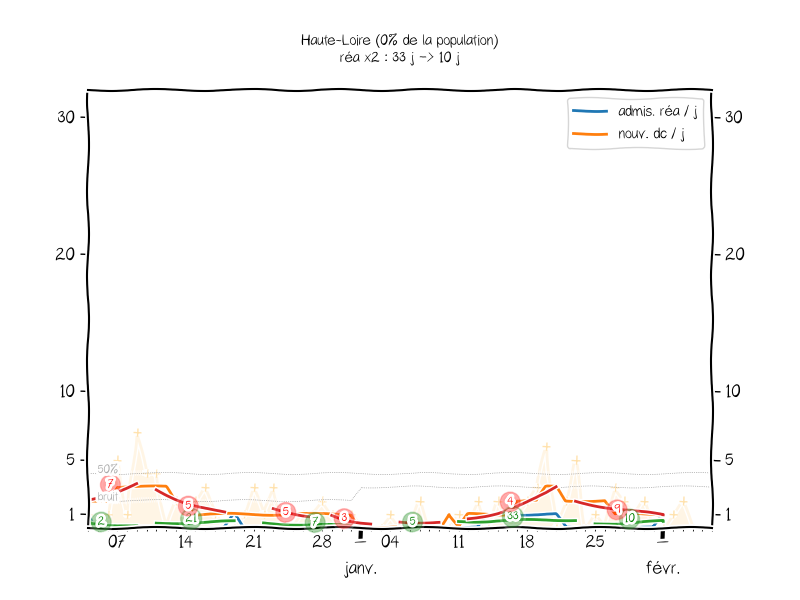 Haute-Loire (0% de la population)
réa x2 : 33 j -> 10 j
admis. réa / j
nouv. dc / j
30 30
20 20
10 10
5 5
1 1
50%
bruit
7 5 5 3 4 9
2 21 7 5 33 10
07 14 21 28 04 11 18 25
janv. févr.